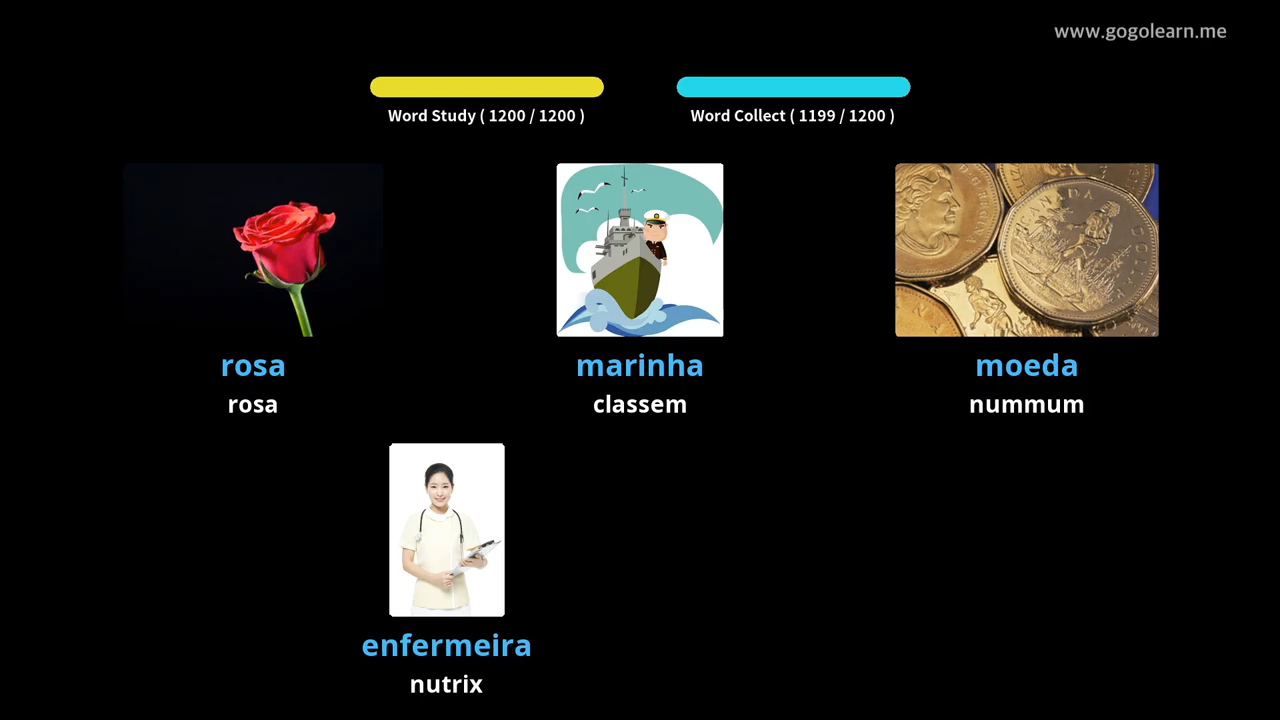 www.gogolearn.me
Word Study ( 1200 / 1200 )
Word Collect ( 1199 / 1200 )
rosa
rosa
marinha
classem
moeda
nummum
enfermeira
nutrix